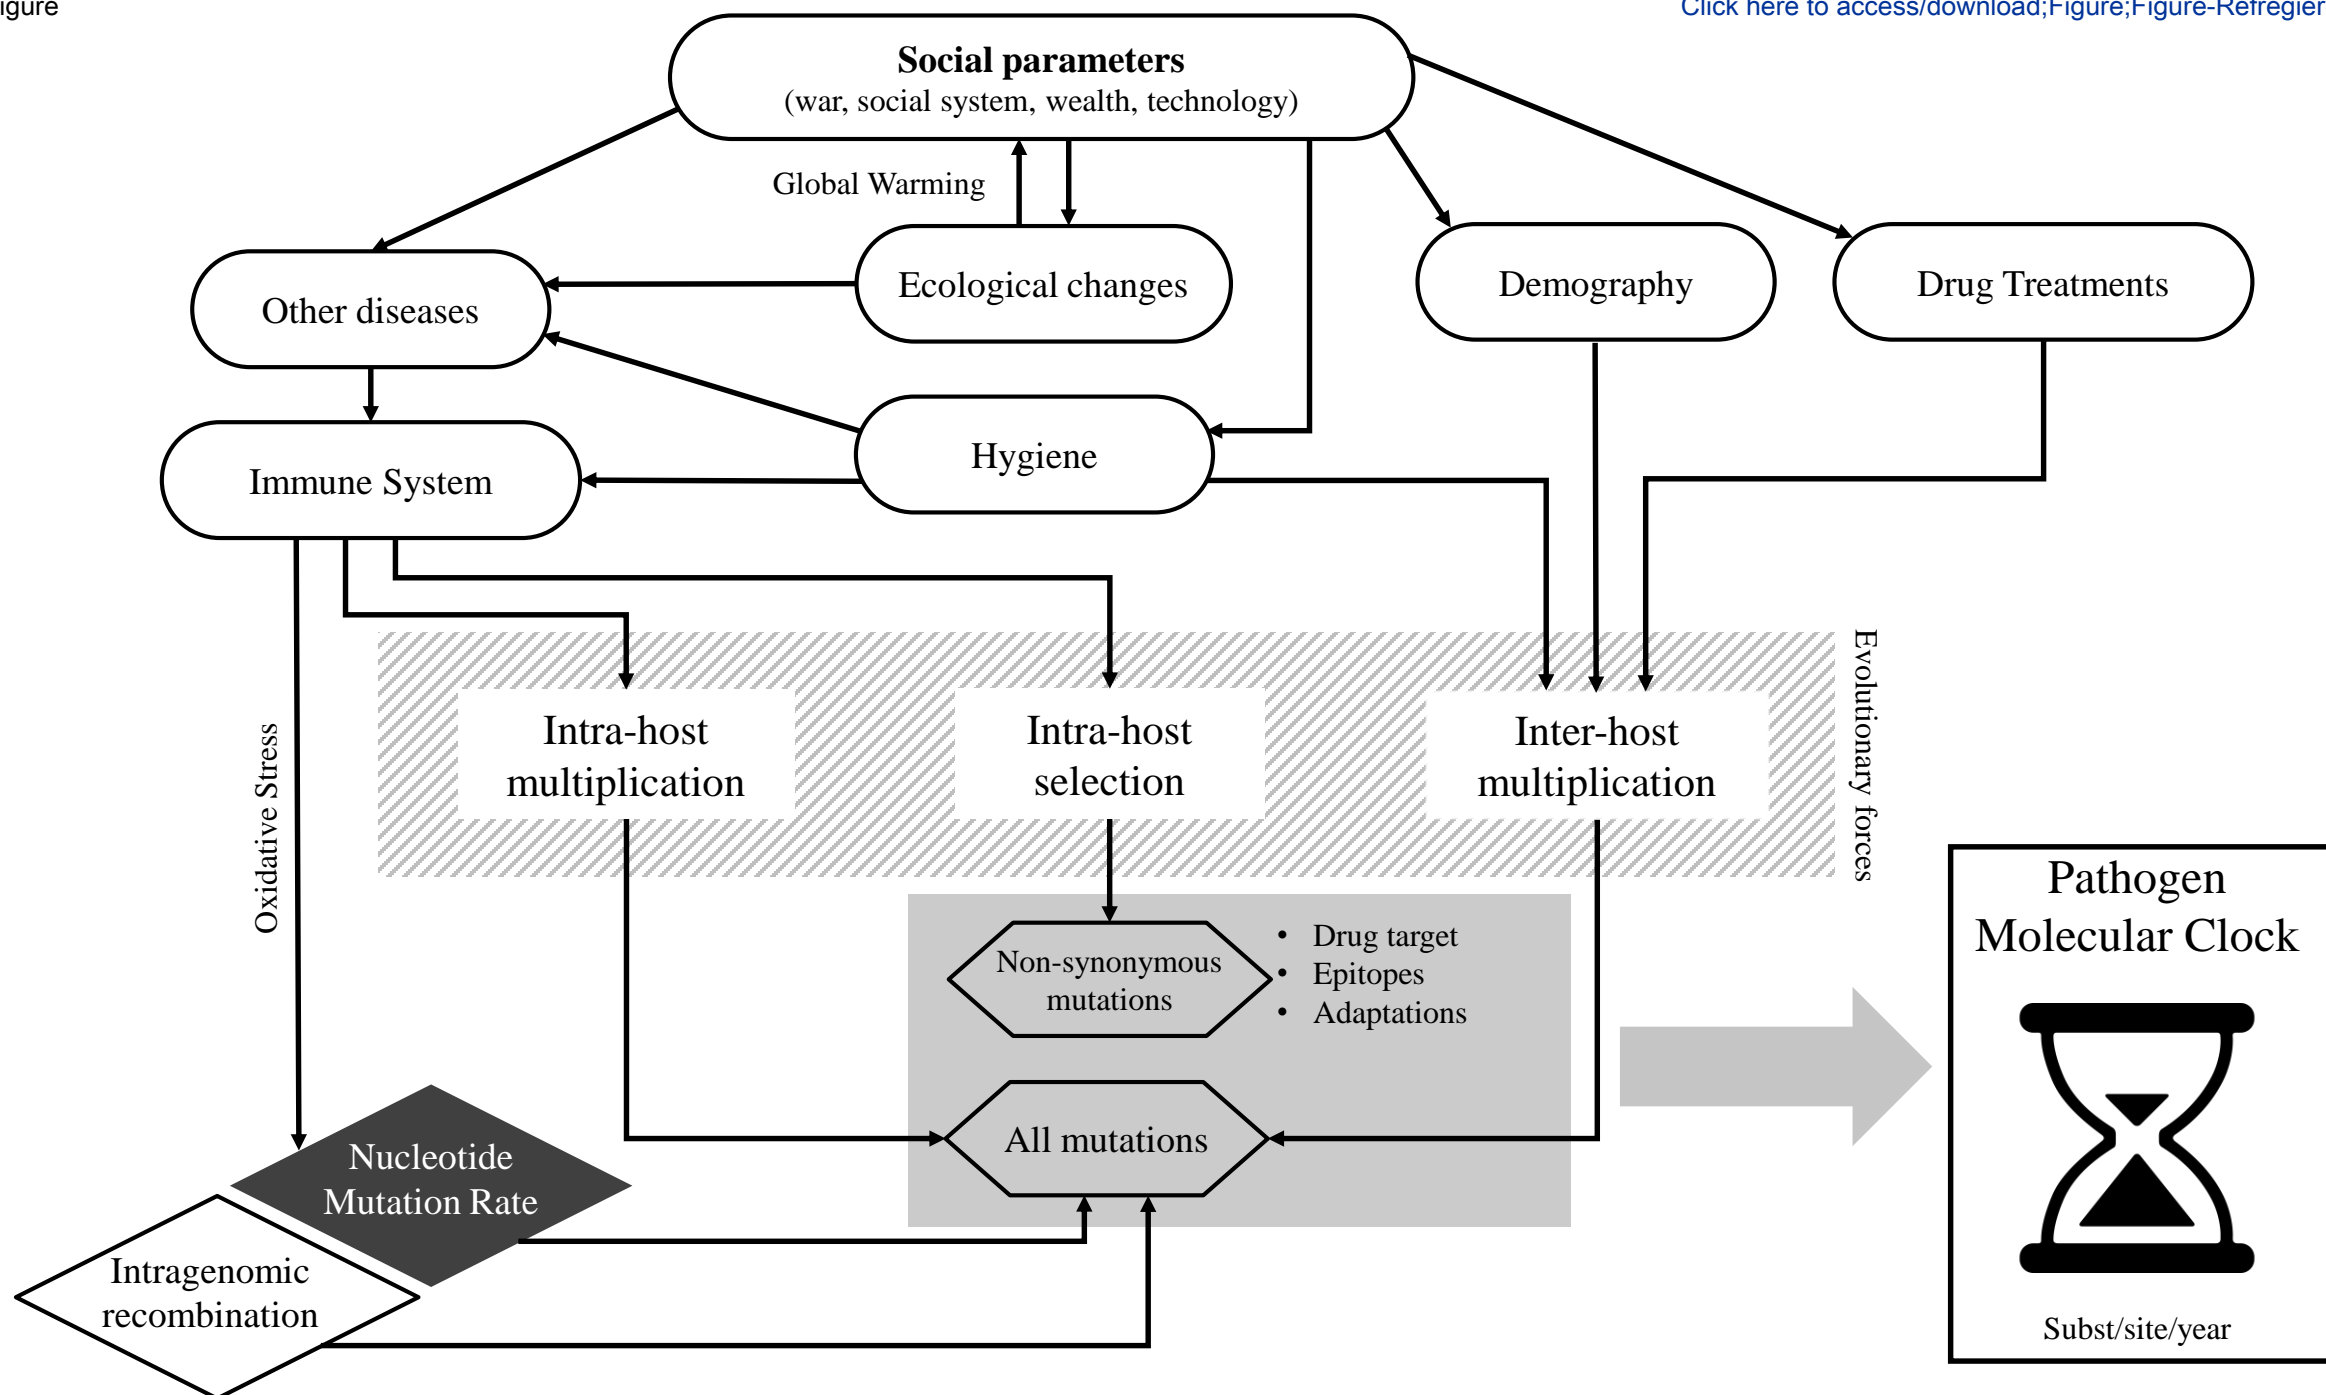 igure
Click here to access/download;Figure;Figure-Refregier
Social parameters
(war, social system, wealth, technology)
Global Warming
Other diseases
Ecological changes
Demography
Drug Treatments
Immune System
Hygiene
Oxidative Stress
Evolutionary forces
Intra-host
multiplication
Intra-host
selection
Inter-host
multiplication
Non-synonymous
mutations
• Drug target
• Epitopes
• Adaptations
All mutations
Nucleotide
Mutation Rate
Intragenomic
recombination
Pathogen
Molecular Clock
Subst/site/year